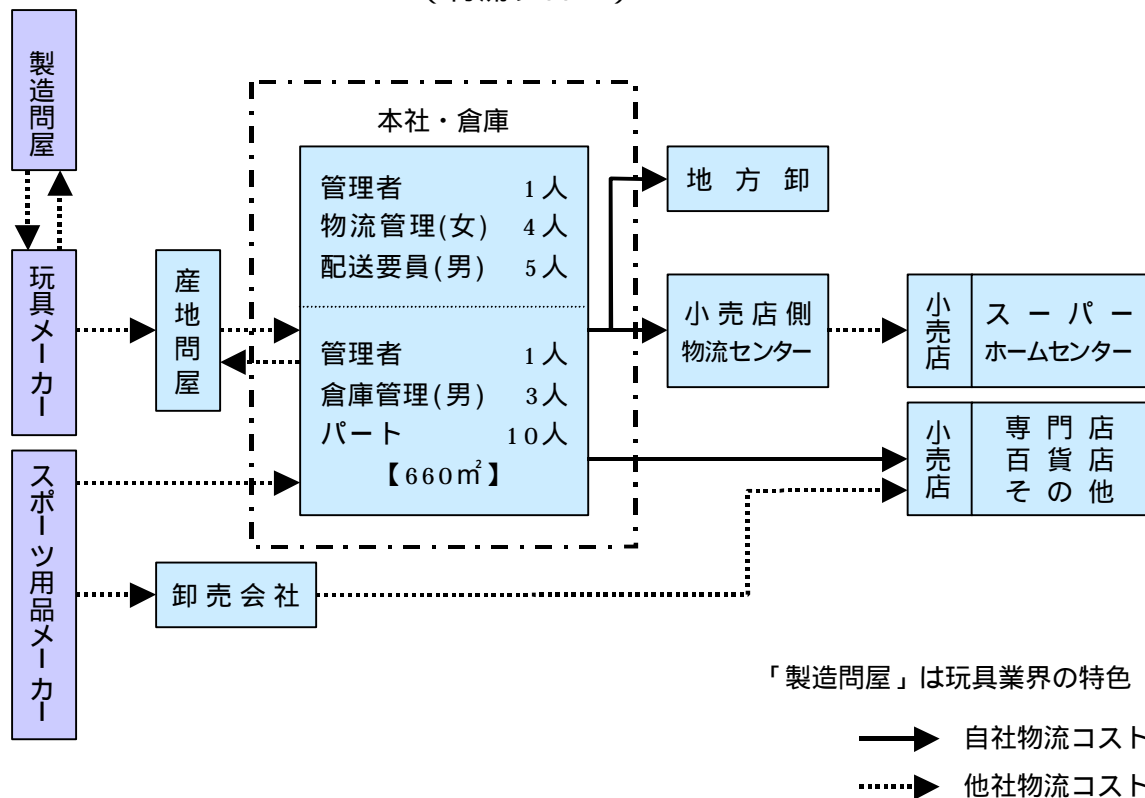 製造問屋
本社・倉庫
管理者 1人
物流管理(女) 4人
配送要員(男) 5人
管理者 1人
倉庫管理(男) 3人
パート 10人
【660㎡】
地方卸
玩具メーカー
産地問屋
小売店側
物流センター
小売店
スーパー
ホームセンター
小売店
専門店
百貨店
その他
スポーツ用品メーカー
卸売会社
「製造問屋」は玩具業界の特色
自社物流コスト
他社物流コスト